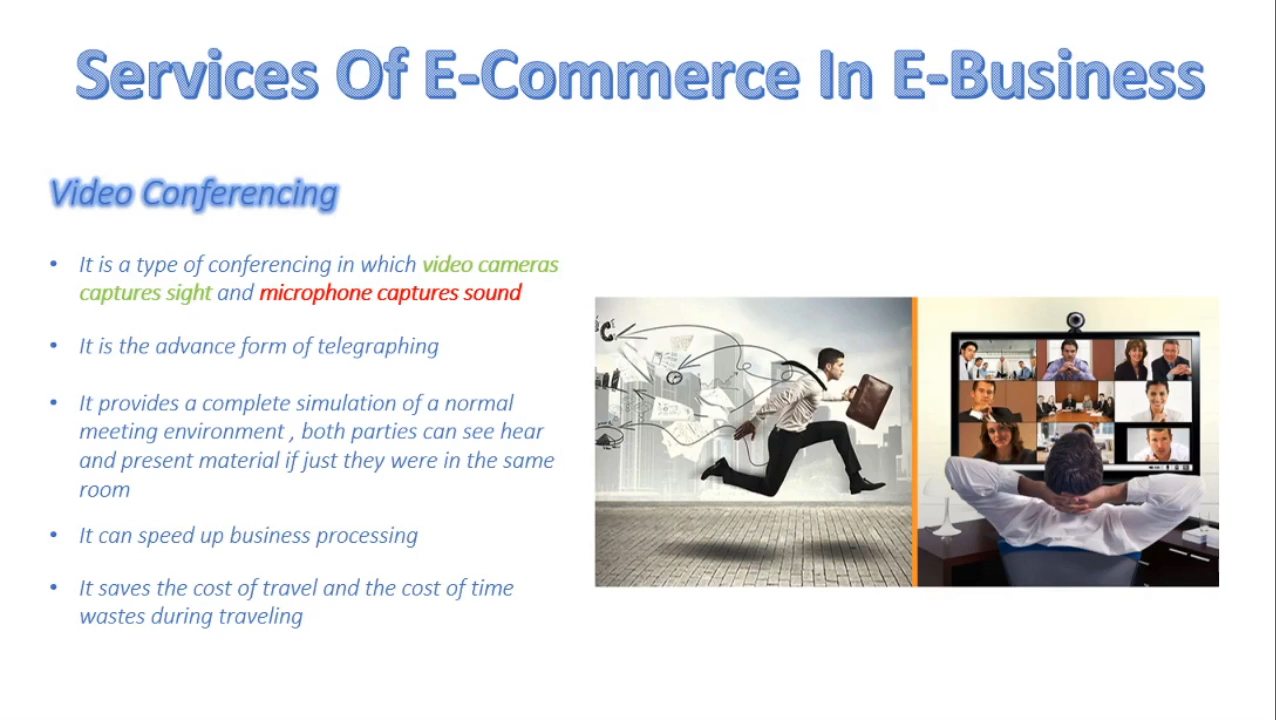 Services Of E-Commerce In E-Business
Video Conferencing
• It is a type of conferencing in which video cameras
captures sight and microphone captures sound
• It is the advance form of telegraphing
• It provides a complete simulation of a normal
meeting environment , both parties can see hear
and present material if just they were in the same
room
• It can speed up business processing
• It saves the cost of travel and the cost of time
wastes during traveling